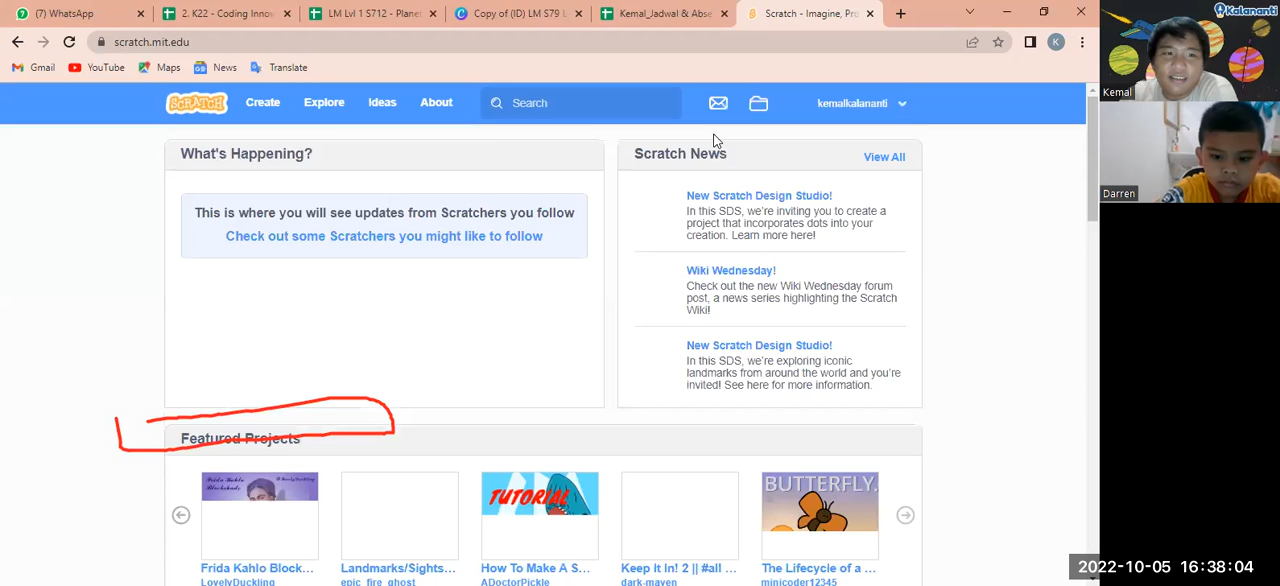 WhatsApp
2. K22 - Coding Innov
LM Lvl 1 S712 - Plane
Copy of (ID) LM S79 L
Kemal_Jadwal & Abse
Scratch - Imagine, Pro
scratch.mit.edu
K
Gmail
YouTube
Maps
News
Translate
SCRATCH
Create
Explore
Ideas
About
Search
kemalkalananti
Kalananti
Kemal
Darren
What's Happening?
This is where you will see updates from Scratchers you follow
Check out some Scratchers you might like to follow
Scratch News
View All
New Scratch Design Studio!
In this SDS, we're inviting you to create a
project that incorporates dots into your
creation. Learn more here!
Wiki Wednesday!
Check out the new Wiki Wednesday forum
post, a news series highlighting the Scratch
Wiki!
New Scratch Design Studio!
In this SDS, we're exploring iconic
landmarks from around the world and you're
invited! See here for more information.
Featured Projects
Frida Kahlo
TUTORIAL
BUTTERFLY.
Frida Kahlo Block...
Landmarks/Sights...
How To Make A S...
Keep It In! 2 || #all ...
The Lifecycle of a ...
LovelyDuckling
epic_fire_ghost
ADoctorPickle
dark-maven
minicoder12345
2022-10-05 16:38:04